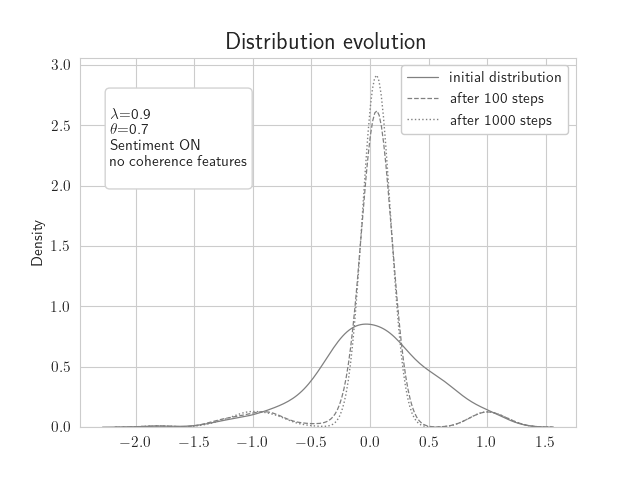 Distribution evolution
3.0
2.5
2.0
1.5
1.0
0.5
0.0
Density
λ=0.9
θ=0.7
Sentiment ON
no coherence features
initial distribution
after 100 steps
after 1000 steps
−2.0 −1.5 −1.0 −0.5 0.0 0.5 1.0 1.5